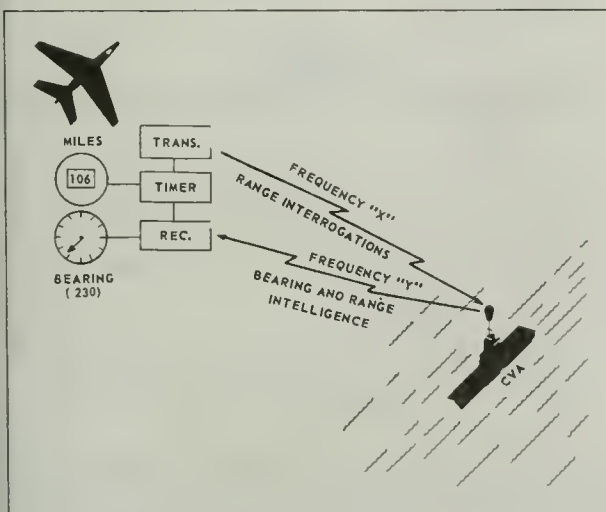 MILES
106
TRANS.
TIMER
REC.
BEARING
(230)
FREQUENCY "X"
RANGE INTERROGATIONS
FREQUENCY "Y"
BEARING AND RANGE
INTELLIGENCE
CVA